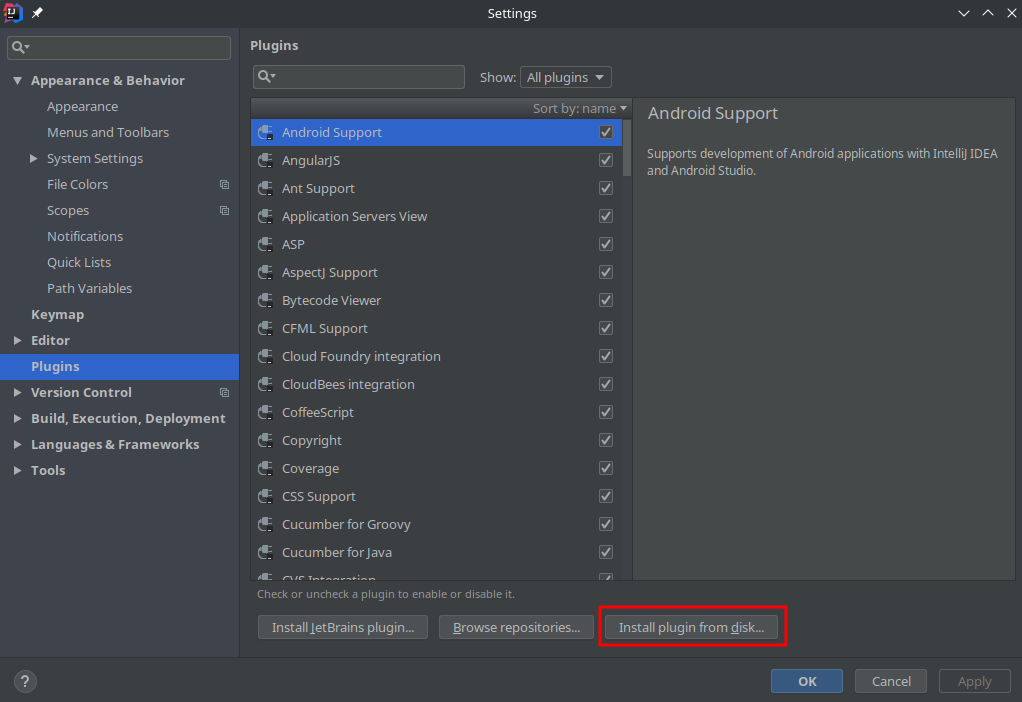 Settings
Appearance & Behavior
Appearance
Menus and Toolbars
System Settings
File Colors
Scopes
Notifications
Quick Lists
Path Variables
Keymap
Editor
Plugins
Version Control
Build, Execution, Deployment
Languages & Frameworks
Tools
Plugins
Show: All plugins
Sort by: name
Android Support
AngularJS
Ant Support
Application Servers View
ASP
AspectJ Support
Bytecode Viewer
CFML Support
Cloud Foundry integration
CloudBees integration
CoffeeScript
Copyright
Coverage
CSS Support
Cucumber for Groovy
Cucumber for Java
CVS Integration
Android Support
Supports development of Android applications with IntelliJ IDEA
and Android Studio.
Check or uncheck a plugin to enable or disable it.
Install JetBrains plugin... Browse repositories... Install plugin from disk...
? OK Cancel Apply